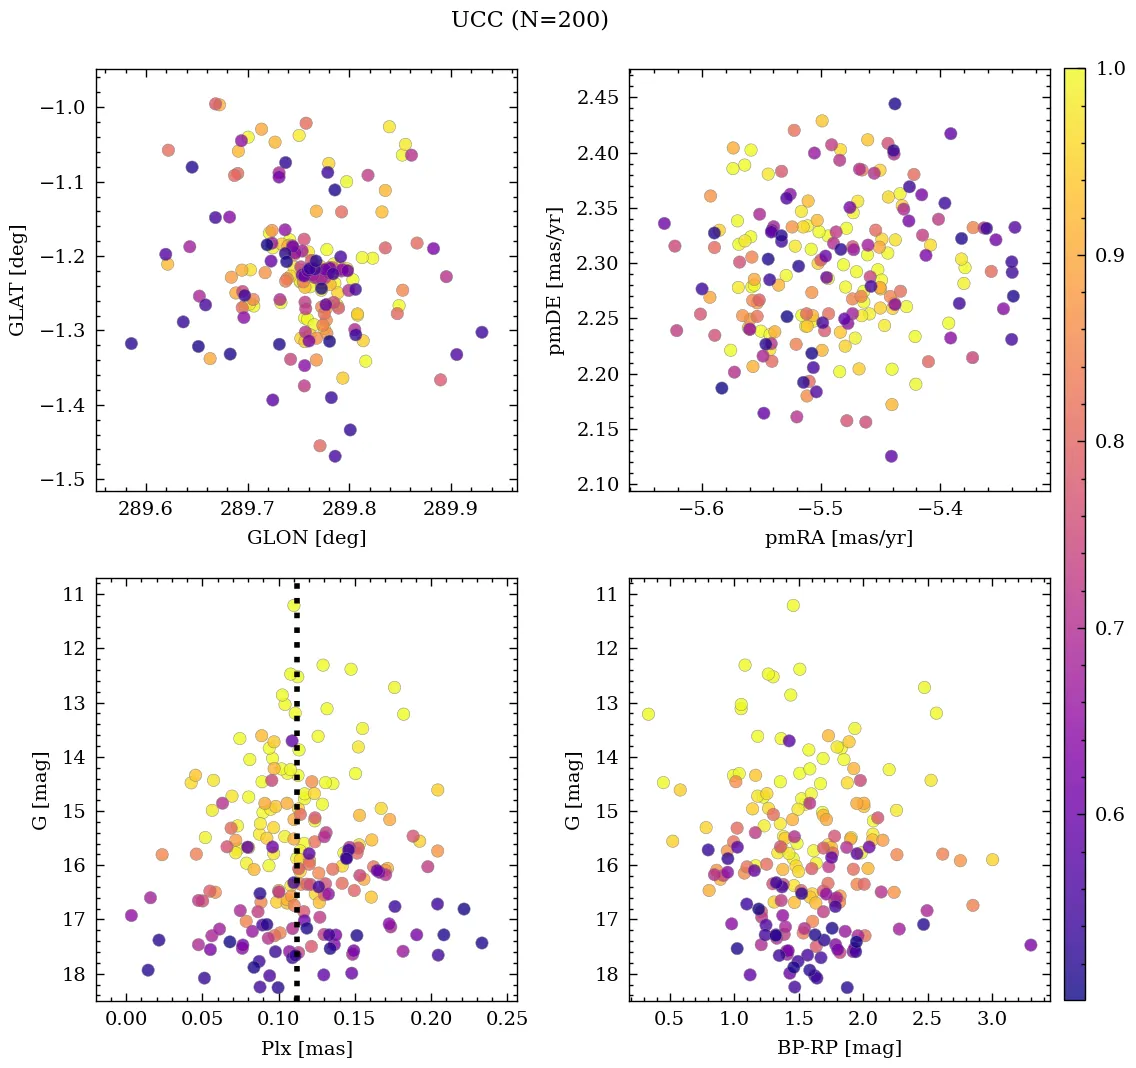 UCC (N=200)
−1.0
−1.1
−1.2
−1.3
−1.4
−1.5
GLAT [deg]
289.6 289.7 289.8 289.9
GLON [deg]
2.45
2.40
2.35
2.30
2.25
2.20
2.15
2.10
pmDE [mas/yr]
−5.6 −5.5 −5.4
pmRA [mas/yr]
1.0
0.9
0.8
0.7
0.6
11
12
13
14
15
16
17
18
G [mag]
0.00 0.05 0.10 0.15 0.20 0.25
Plx [mas]
11
12
13
14
15
16
17
18
G [mag]
0.5 1.0 1.5 2.0 2.5 3.0
BP-RP [mag]